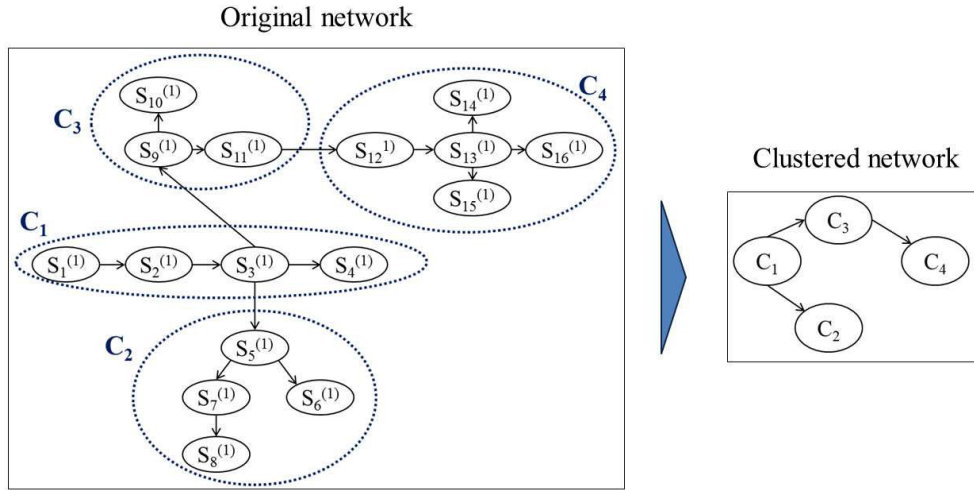 Original network
S10(1)
C3
S9(1)
S11(1)
S14(1)
C4
S12 1)
S13(1)
S16(1)
S15(1)
C1
S1(1)
S2(1)
S3(1)
S4(1)
C2
S5(1)
S7(1)
S6(1)
S8(1)
Clustered network
C3
C1
C4
C2